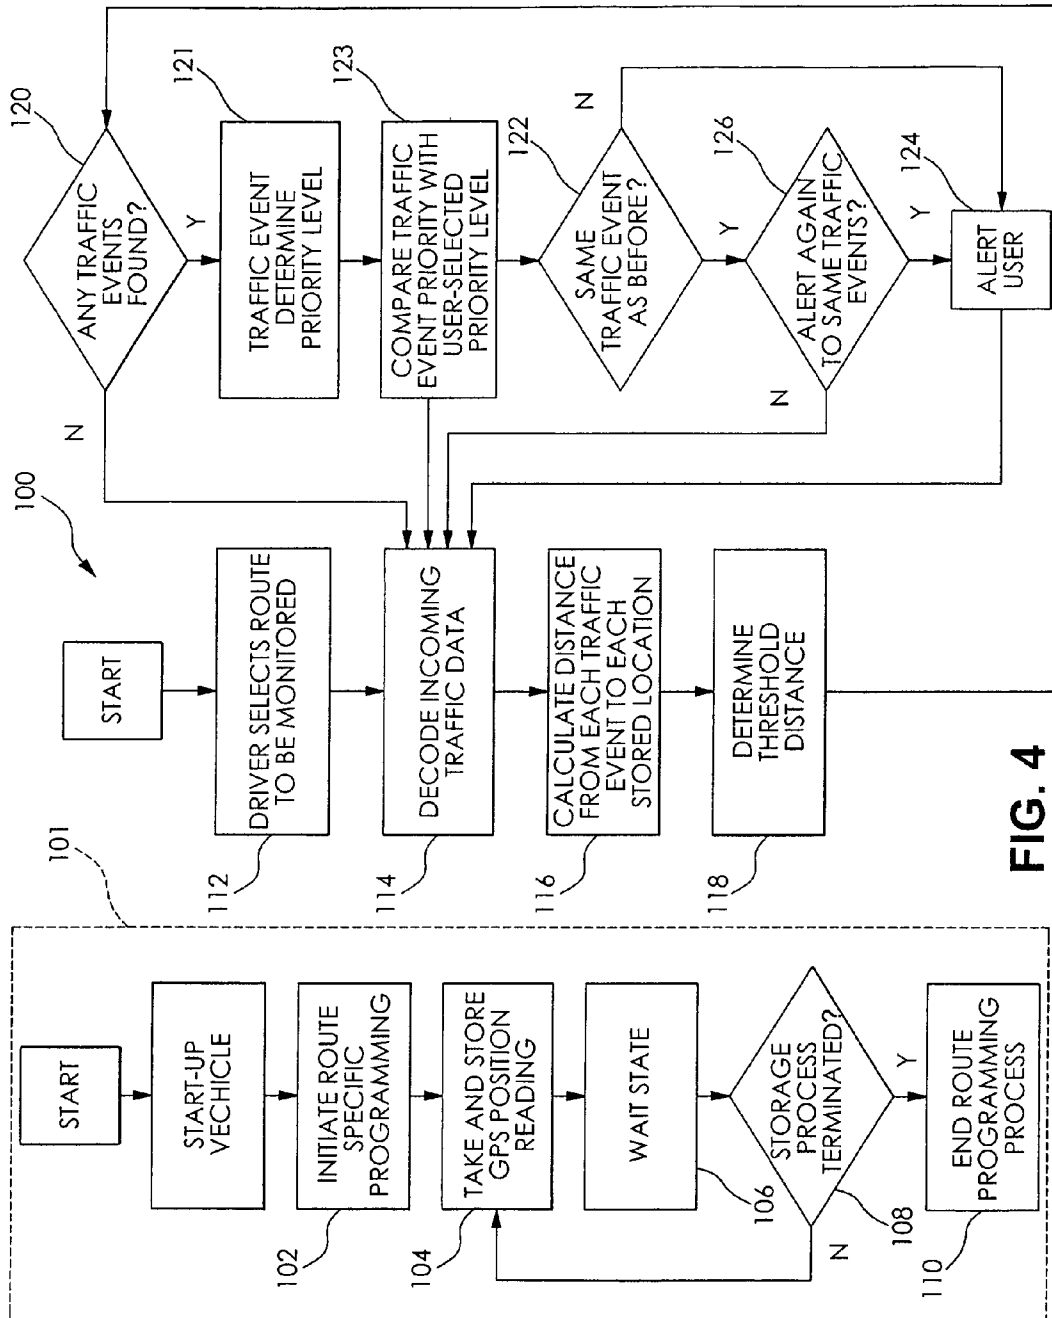 101
START
START-UP
VECHICLE
INITIATE ROUTE
SPECIFIC
PROGRAMMING
102
TAKE AND STORE
GPS POSITION
READING
104
WAIT STATE
106
STORAGE
PROCESS
TERMINATED?
108
N
Y
END ROUTE
PROGRAMMING
PROCESS
110
100
START
DRIVER SELECTS ROUTE
TO BE MONITORED
112
DECODE INCOMING
TRAFFIC DATA
114
CALCULATE DISTANCE
FROM EACH TRAFFIC
EVENT TO EACH
STORED LOCATION
116
DETERMINE
THRESHOLD
DISTANCE
118
ANY TRAFFIC
EVENTS
FOUND?
120
N
Y
TRAFFIC EVENT
DETERMINE
PRIORITY LEVEL
121
COMPARE TRAFFIC
EVENT PRIORITY WITH
USER-SELECTED
PRIORITY LEVEL
123
SAME
TRAFFIC EVENT
AS BEFORE?
122
N
Y
ALERT AGAIN
TO SAME TRAFFIC
EVENTS?
126
N
Y
ALERT
USER
124
FIG. 4